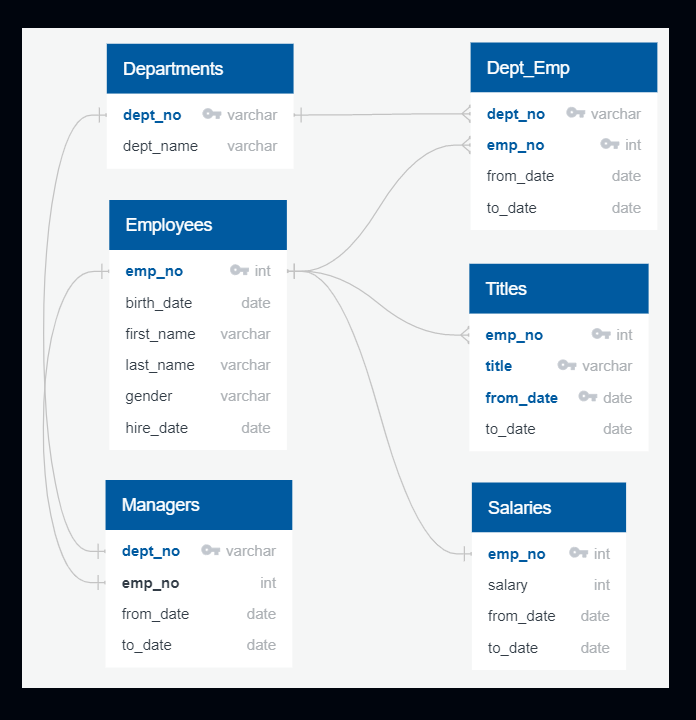 Departments
dept_no varchar
dept_name varchar
Employees
emp_no int
birth_date date
first_name varchar
last_name varchar
gender varchar
hire_date date
Managers
dept_no varchar
emp_no int
from_date date
to_date date
Dept_Emp
dept_no varchar
emp_no int
from_date date
to_date date
Titles
emp_no int
title varchar
from_date date
to_date date
Salaries
emp_no int
salary int
from_date date
to_date date